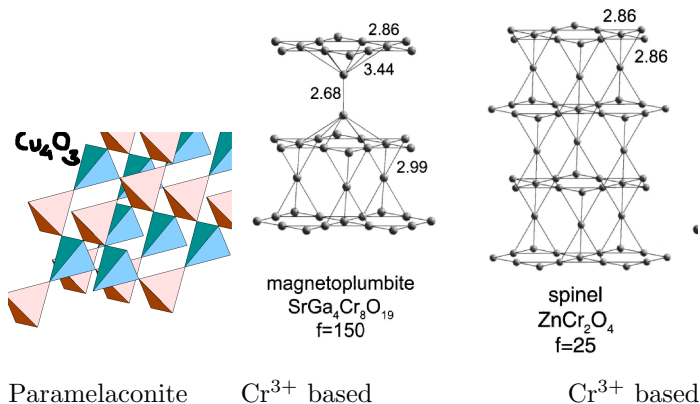 Cu₄O₃
2.86
3.44
2.68
2.99
magnetoplumbite
SrGa₄Cr₈O₁₉
f=150
2.86
2.86
spinel
ZnCr₂O₄
f=25
Paramelaconite Cr³⁺ based Cr³⁺ based